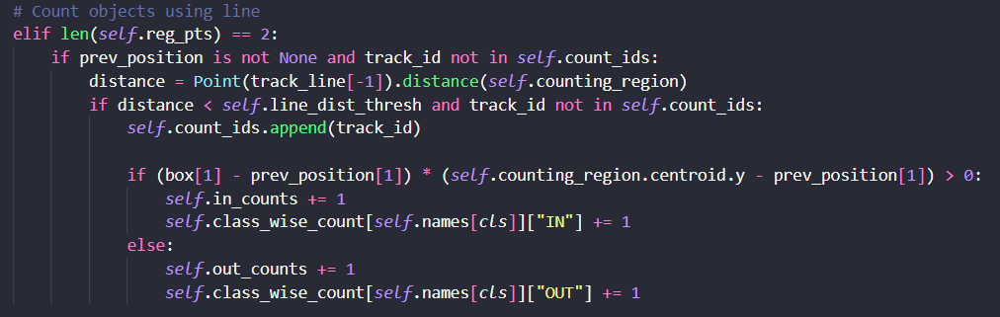 # Count objects using line
elif len(self.reg_pts) == 2:
    if prev_position is not None and track_id not in self.count_ids:
        distance = Point(track_line[-1]).distance(self.counting_region)
        if distance < self.line_dist_thresh and track_id not in self.count_ids:
            self.count_ids.append(track_id)

            if (box[1] - prev_position[1]) * (self.counting_region.centroid.y - prev_position[1]) > 0:
                self.in_counts += 1
                self.class_wise_count[self.names[cls]]["IN"] += 1
            else:
                self.out_counts += 1
                self.class_wise_count[self.names[cls]]["OUT"] += 1